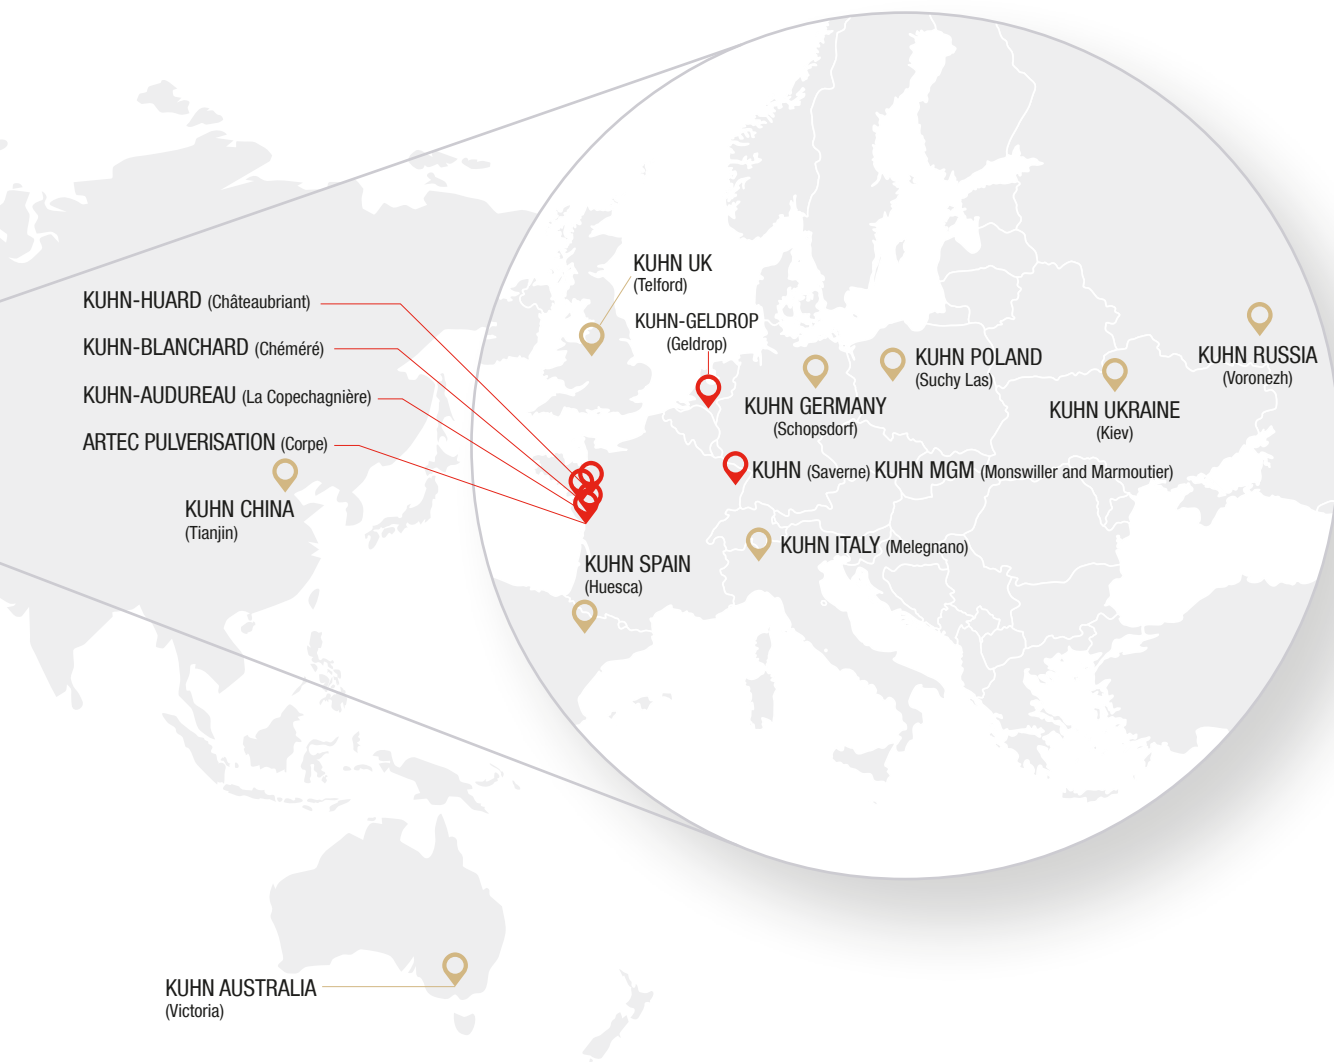 KUHN UK
(Telford)
KUHN-HUARD (Châteaubriant)
KUHN-GELDROP
(Geldrop)
KUHN-BLANCHARD (Chéméré)
KUHN POLAND
(Suchy Las)
KUHN RUSSIA
(Voronezh)
KUHN-AUDUREAU (La Copechagnière)
KUHN GERMANY
(Schopsdorf)
KUHN UKRAINE
(Kiev)
ARTEC PULVERISATION (Corpe)
KUHN (Saverne) KUHN MGM (Monswiller and Marmoutier)
KUHN CHINA
(Tianjin)
KUHN ITALY (Melegnano)
KUHN SPAIN
(Huesca)
KUHN AUSTRALIA
(Victoria)